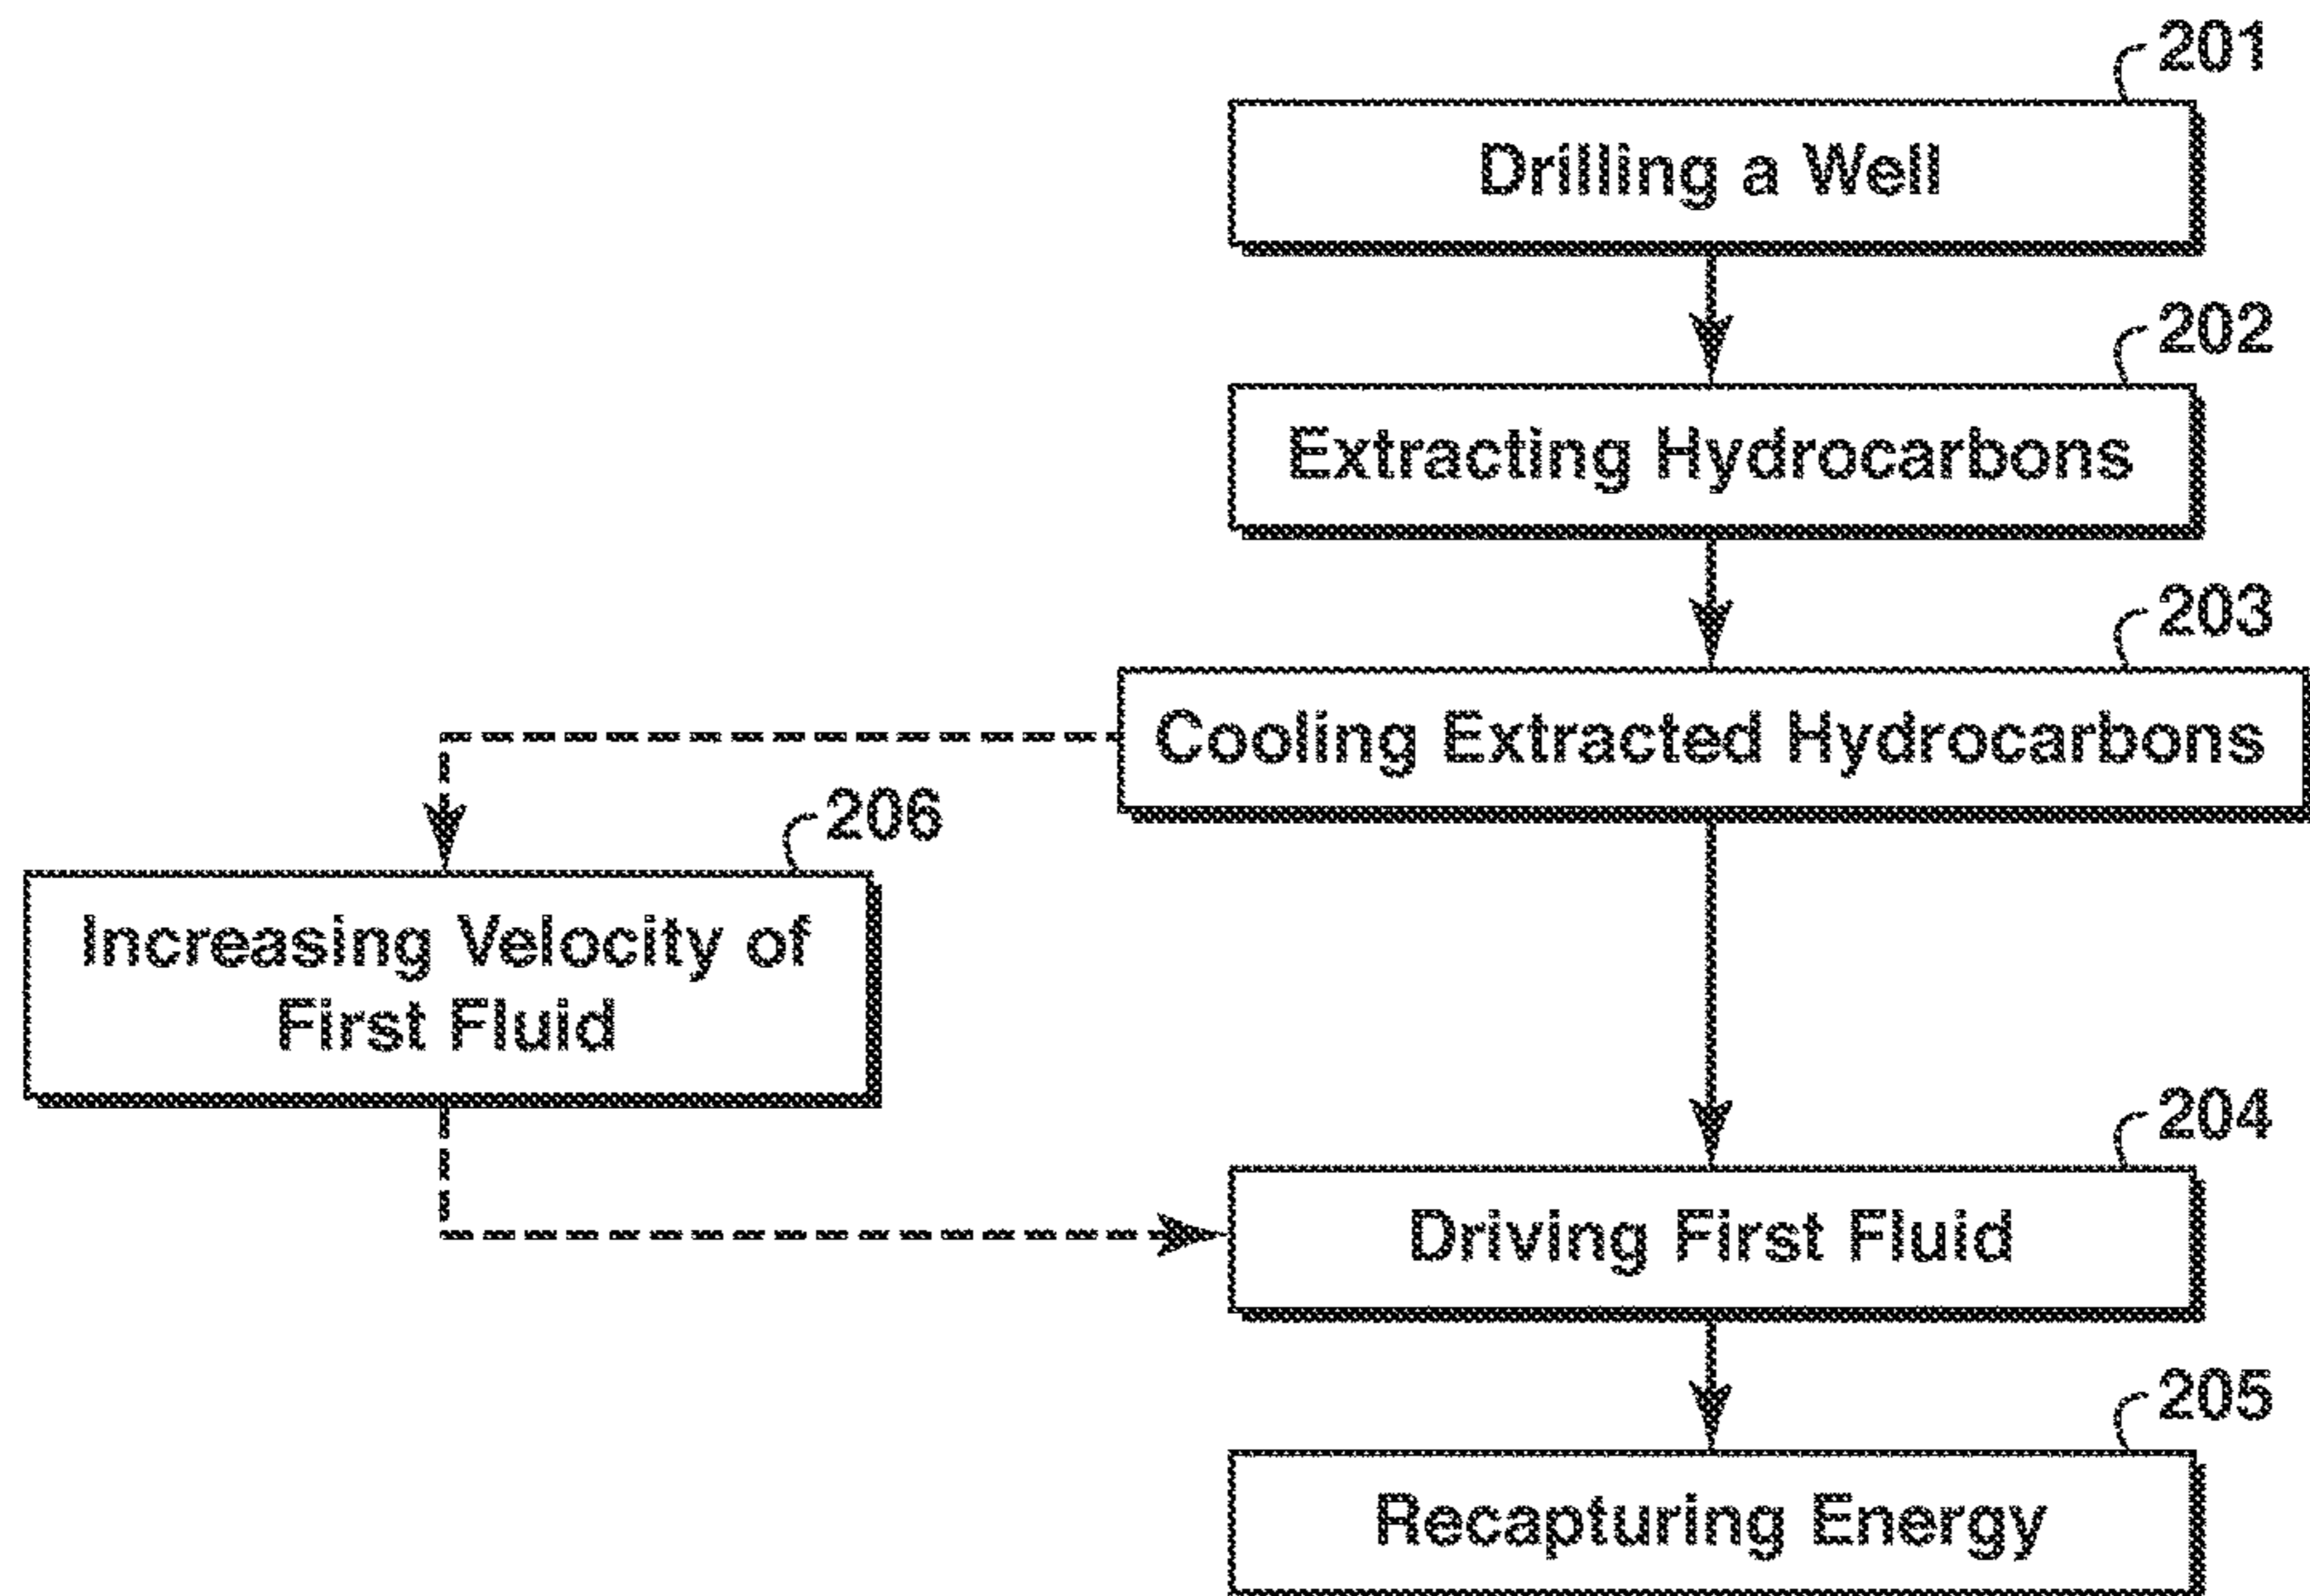 201
Drilling a Well
202
Extracting Hydrocarbons
203
Cooling Extracted Hydrocarbons
206
Increasing Velocity of
First Fluid
204
Driving First Fluid
205
Recapturing Energy